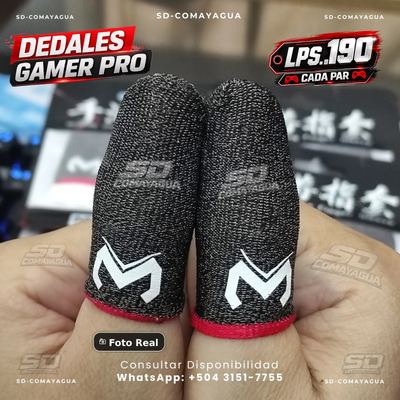 SD-COMAYAGUA
DEDALES
GAMER PRO
LPS.190
CADA PAR
SD
COMAYAGUA
SD
COMAYAGUA
M
M
SD
COMAYAGUA
SD
COMAYAGUA
Foto Real
Consultar Disponibilidad
WhatsApp: +504 3151-7755
SD
SD-COMAYAGUA
SD
SD-COMAYAGUA